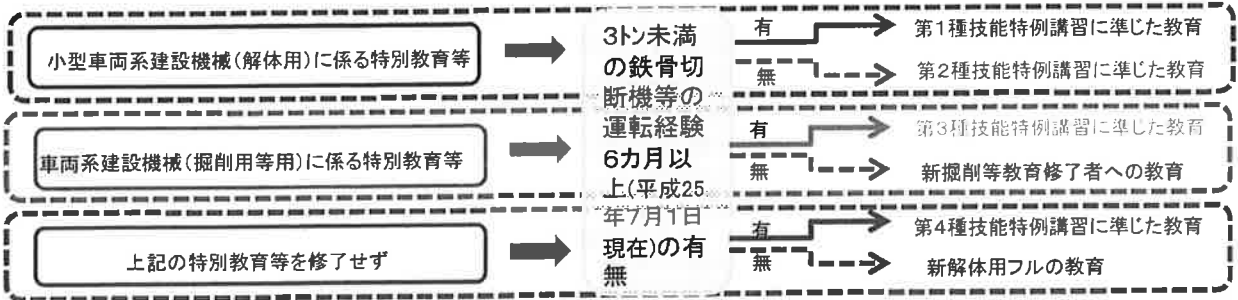 小型車両系建設機械(解体用)に係る特別教育等
車両系建設機械(掘削用等用)に係る特別教育等
上記の特別教育等を修了せず
3トン未満
の鉄骨切
断機等の
運転経験
6カ月以
上(平成25
年7月1日
現在)の有
無
有
第1種技能特例講習に準じた教育
無
第2種技能特例講習に準じた教育
有
第3種技能特例講習に準じた教育
無
新掘削等教育修了者への教育
有
第4種技能特例講習に準じた教育
無
新解体用フルの教育